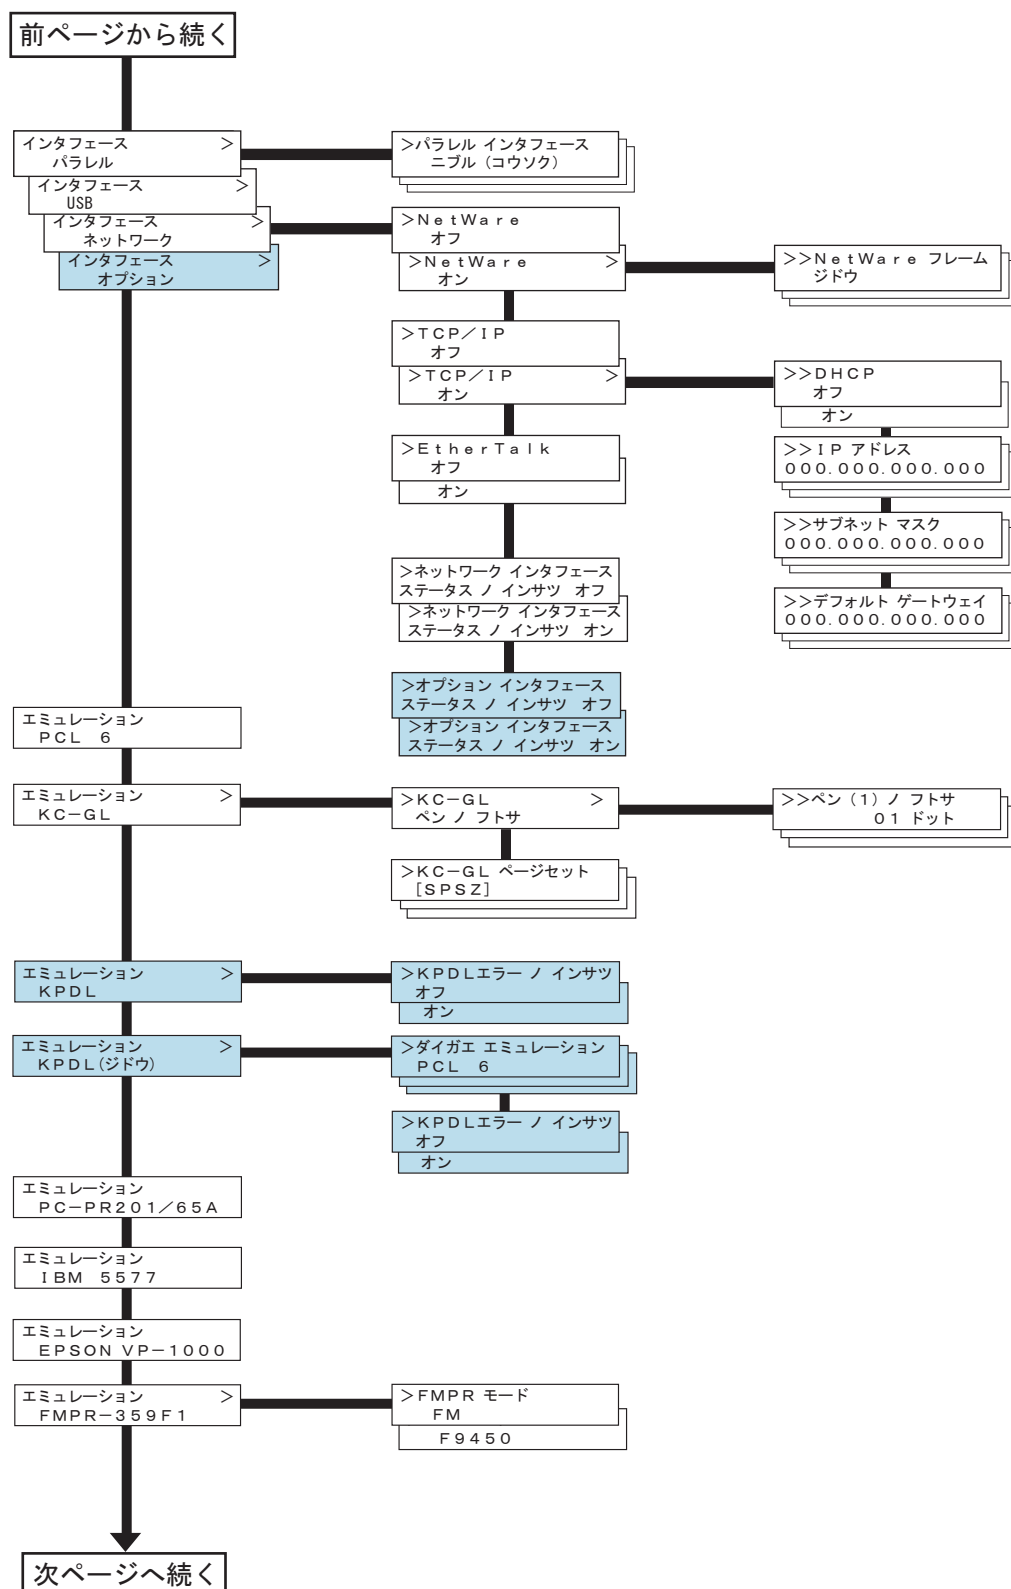 前ページから続く
インタフェース >
パラレル
>パラレル インタフェース
ニブル（コウソク）
インタフェース >
USB
インタフェース >
ネットワーク
>NetWare
オフ
インタフェース >
オプション
>NetWare >
オン
>>NetWare フレーム
ジドウ
>TCP／IP
オフ
>TCP／IP >
オン
>>DHCP
オフ
オン
>EtherTalk
オフ
オン
>>IP アドレス
000.000.000.000
>>サブネット マスク
000.000.000.000
>ネットワーク インタフェース
ステータス ノ インサツ オフ
>ネットワーク インタフェース
ステータス ノ インサツ オン
>>デフォルト ゲートウェイ
000.000.000.000
>オプション インタフェース
ステータス ノ インサツ オフ
>オプション インタフェース
ステータス ノ インサツ オン
エミュレーション
PCL 6
エミュレーション >
KC−GL
>KC−GL >
ペン ノ フトサ
>>ペン（1）ノ フトサ
01 ドット
>KC−GL ページセット
[SPSZ]
エミュレーション >
KPDL
>KPDLエラー ノ インサツ
オフ
オン
エミュレーション >
KPDL(ジドウ)
>ダイガエ エミュレーション
PCL 6
>KPDLエラー ノ インサツ
オフ
オン
エミュレーション
PC−PR201／65A
エミュレーション
IBM 5577
エミュレーション
EPSON VP−1000
エミュレーション >
FMPR−359F1
>FMPR モード
FM
F9450
次ページへ続く